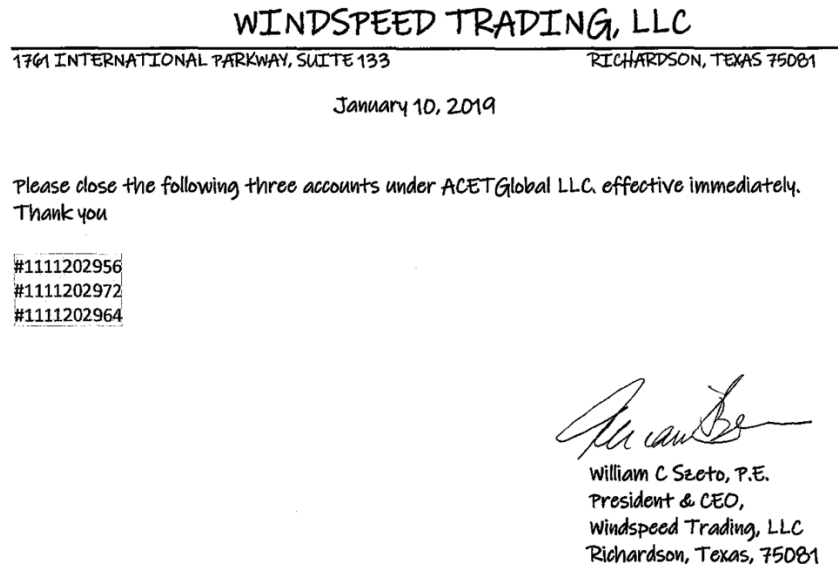 WINDSPEED TRADING, LLC
1761 INTERNATIONAL PARKWAY, SUITE 133 RICHARDSON, TEXAS 75081
January 10, 2019
Please close the following three accounts under ACETGlobal LLC. effective immediately.
Thank you
#1111202956
#1111202972
#1111202964
William C Szeto, P.E.
President & CEO,
Windspeed Trading, LLC
Richardson, Texas, 75081